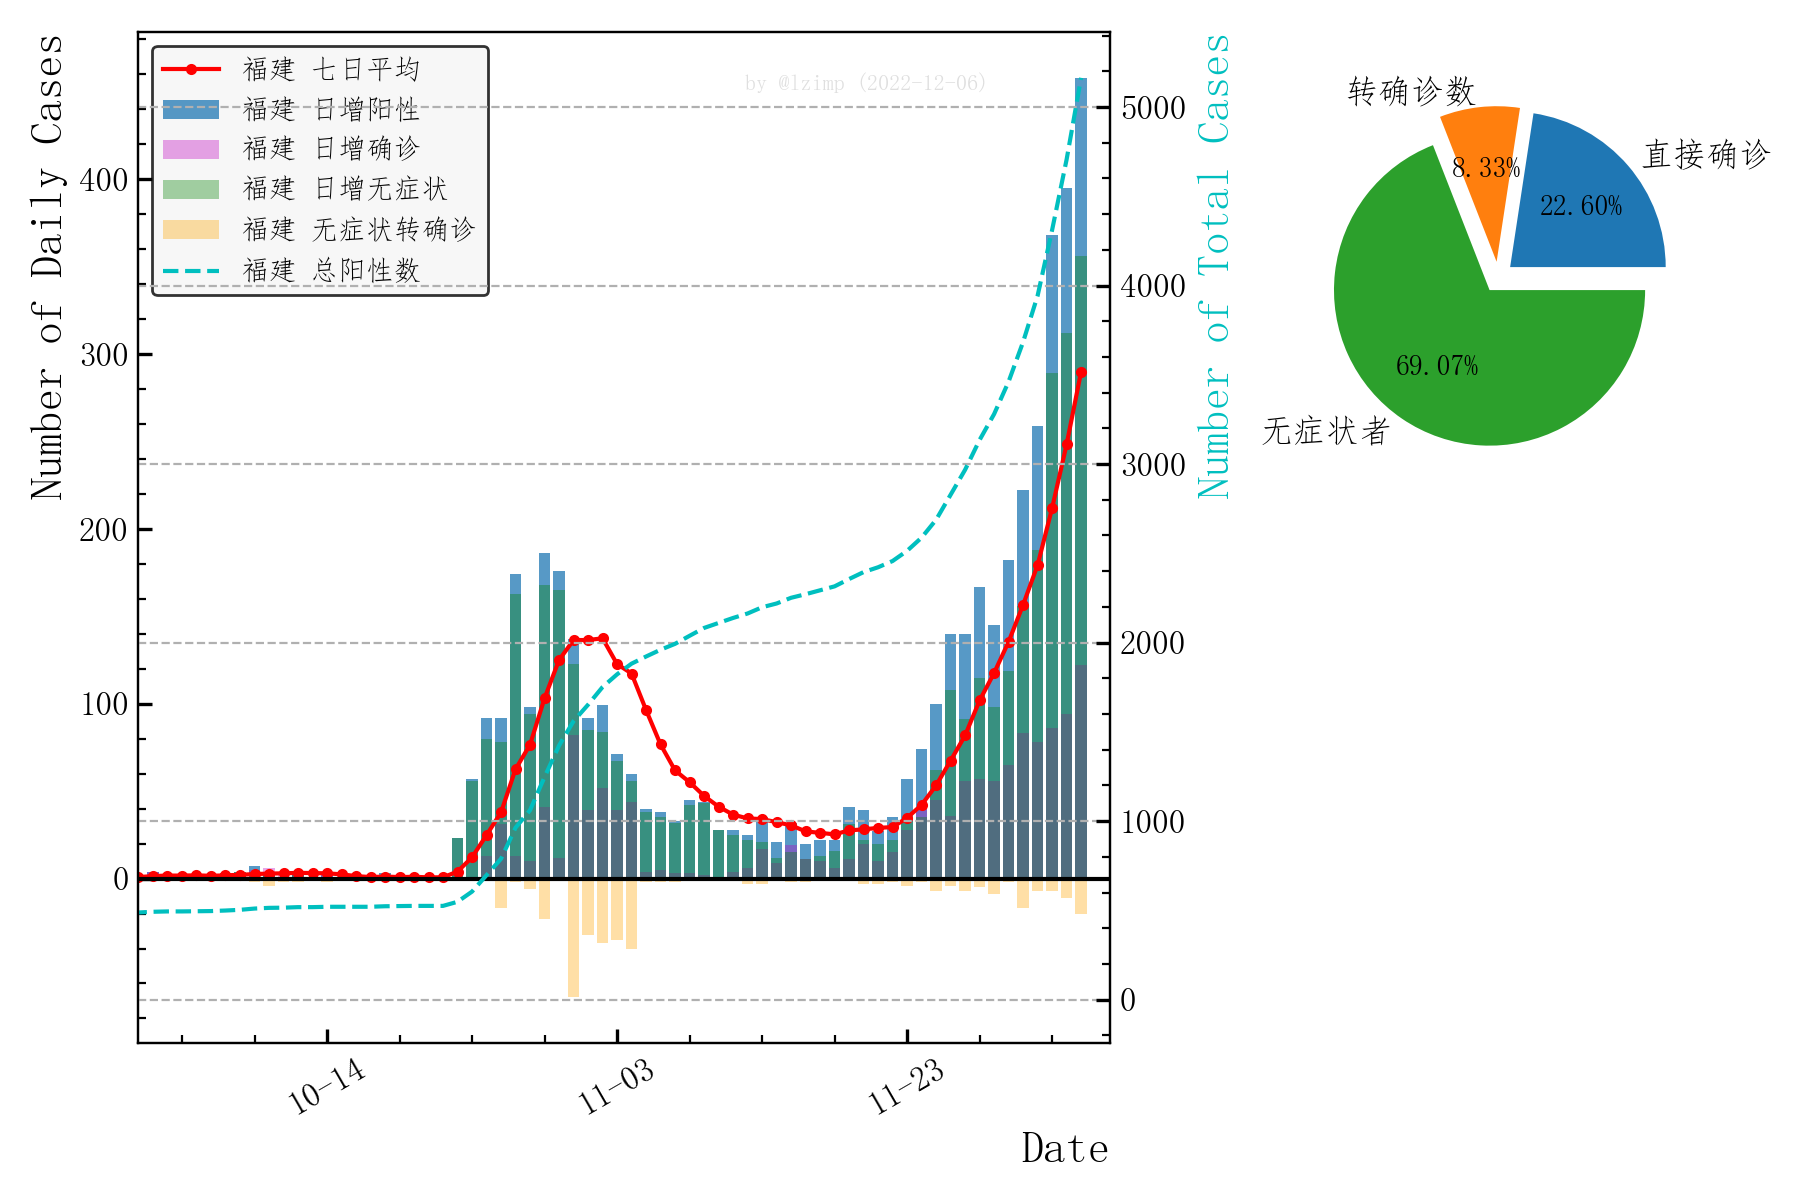 Number of Daily Cases
400
300
200
100
0
福建 七日平均
福建 日增阳性
福建 日增确诊
福建 日增无症状
福建 无症状转确诊
福建 总阳性数
by @lzimp (2022-12-06)
5000
4000
3000
2000
1000
0
Number of Total Cases
10-14
11-03
11-23
Date
转确诊数
8.33%
直接确诊
22.60%
69.07%
无症状者